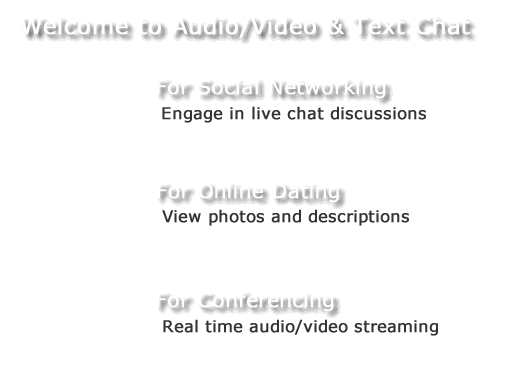 Welcome to Audio/Video & Text Chat
For Social Networking
Engage in live chat discussions
For Online Dating
View photos and descriptions
For Conferencing
Real time audio/video streaming